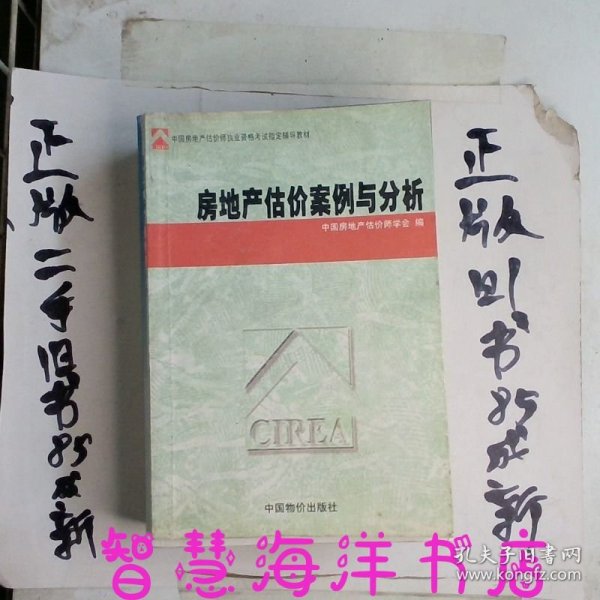 正版二手旧书85成新
中国房地产估价师执业资格考试指定辅导教材
房地产估价案例与分析
中国房地产估价师学会 编
CIREA
中国物价出版社
正版旧书85成新
智慧海洋书店
孔夫子旧书网
www.kongfz.com